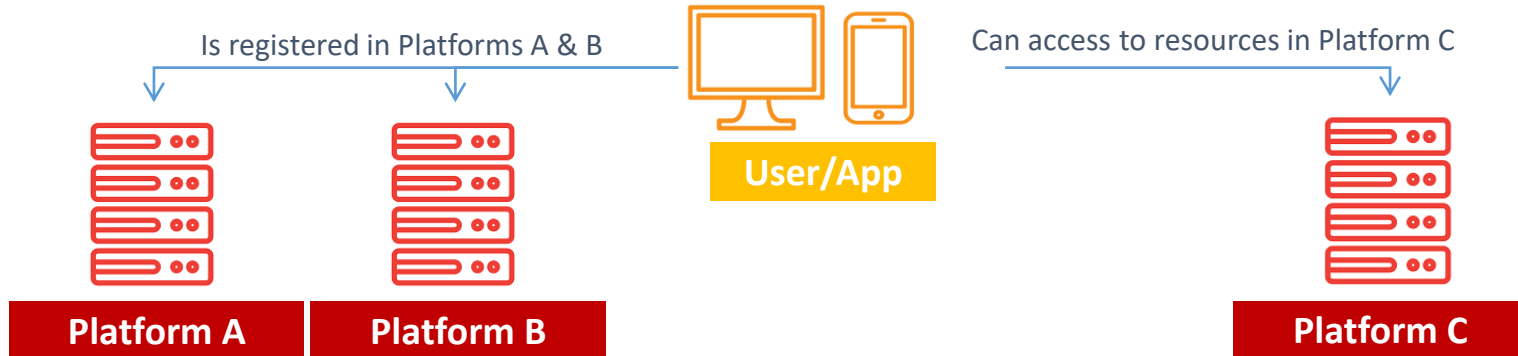 Is registered in Platforms A & B
Can access to resources in Platform C
User/App
Platform A
Platform B
Platform C